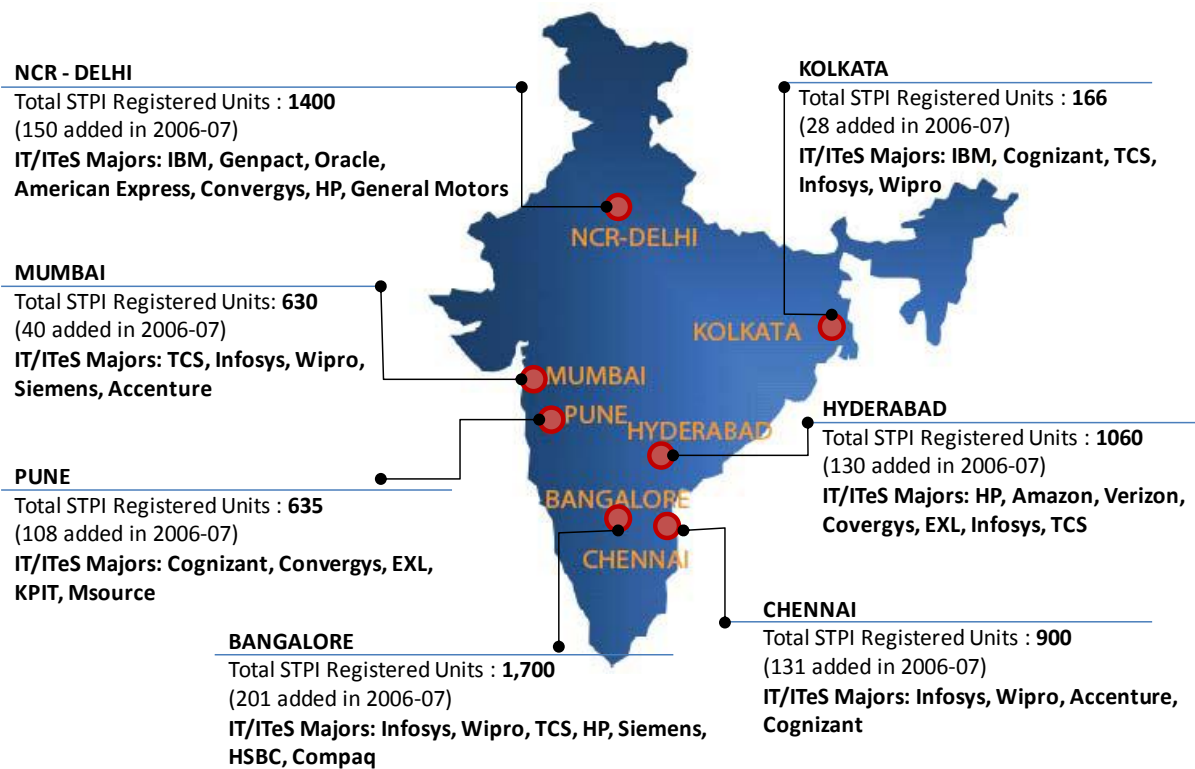 NCR - DELHI
Total STPI Registered Units : 1400
(150 added in 2006-07)
IT/ITeS Majors: IBM, Genpact, Oracle,
American Express, Convergys, HP, General Motors
KOLKATA
Total STPI Registered Units : 166
(28 added in 2006-07)
IT/ITeS Majors: IBM, Cognizant, TCS,
Infosys, Wipro
MUMBAI
Total STPI Registered Units: 630
(40 added in 2006-07)
IT/ITeS Majors: TCS, Infosys, Wipro,
Siemens, Accenture
PUNE
Total STPI Registered Units : 635
(108 added in 2006-07)
IT/ITeS Majors: Cognizant, Convergys, EXL,
KPIT, Msource
NCR-DELHI
KOLKATA
MUMBAI
PUNE
HYDERABAD
BANGALORE
CHENNAI
HYDERABAD
Total STPI Registered Units : 1060
(130 added in 2006-07)
IT/ITeS Majors: HP, Amazon, Verizon,
Covergys, EXL, Infosys, TCS
BANGALORE
Total STPI Registered Units : 1,700
(201 added in 2006-07)
IT/ITeS Majors: Infosys, Wipro, TCS, HP, Siemens,
HSBC, Compaq
CHENNAI
Total STPI Registered Units : 900
(131 added in 2006-07)
IT/ITeS Majors: Infosys, Wipro, Accenture,
Cognizant